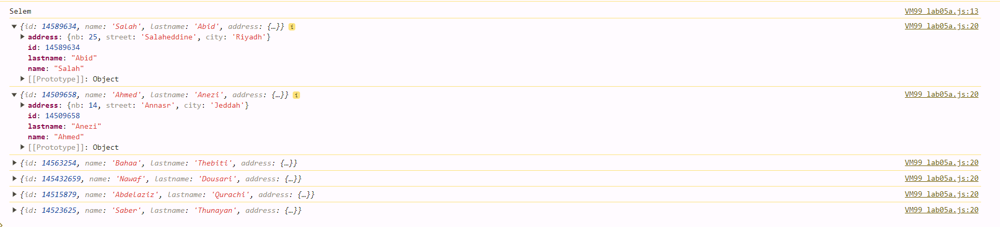 Selem VM99 lab05a.js:13
▼ {id: 14589634, name: 'Salah', lastname: 'Abid', address: {…}} i VM99 lab05a.js:20
▶ address: {nb: 25, street: 'Salaheddine', city: 'Riyadh'}
id: 14589634
lastname: "Abid"
name: "Salah"
▶ [[Prototype]]: Object
▼ {id: 14509658, name: 'Ahmed', lastname: 'Anezi', address: {…}} i VM99 lab05a.js:20
▶ address: {nb: 14, street: 'Annasr', city: 'Jeddah'}
id: 14509658
lastname: "Anezi"
name: "Ahmed"
▶ [[Prototype]]: Object
▶ {id: 14563254, name: 'Bahaa', lastname: 'Thebiti', address: {…}} VM99 lab05a.js:20
▶ {id: 145432659, name: 'Nawaf', lastname: 'Dousari', address: {…}} VM99 lab05a.js:20
▶ {id: 14515879, name: 'Abdelaziz', lastname: 'Qurachi', address: {…}} VM99 lab05a.js:20
▶ {id: 14523625, name: 'Saber', lastname: 'Thunayan', address: {…}} VM99 lab05a.js:20